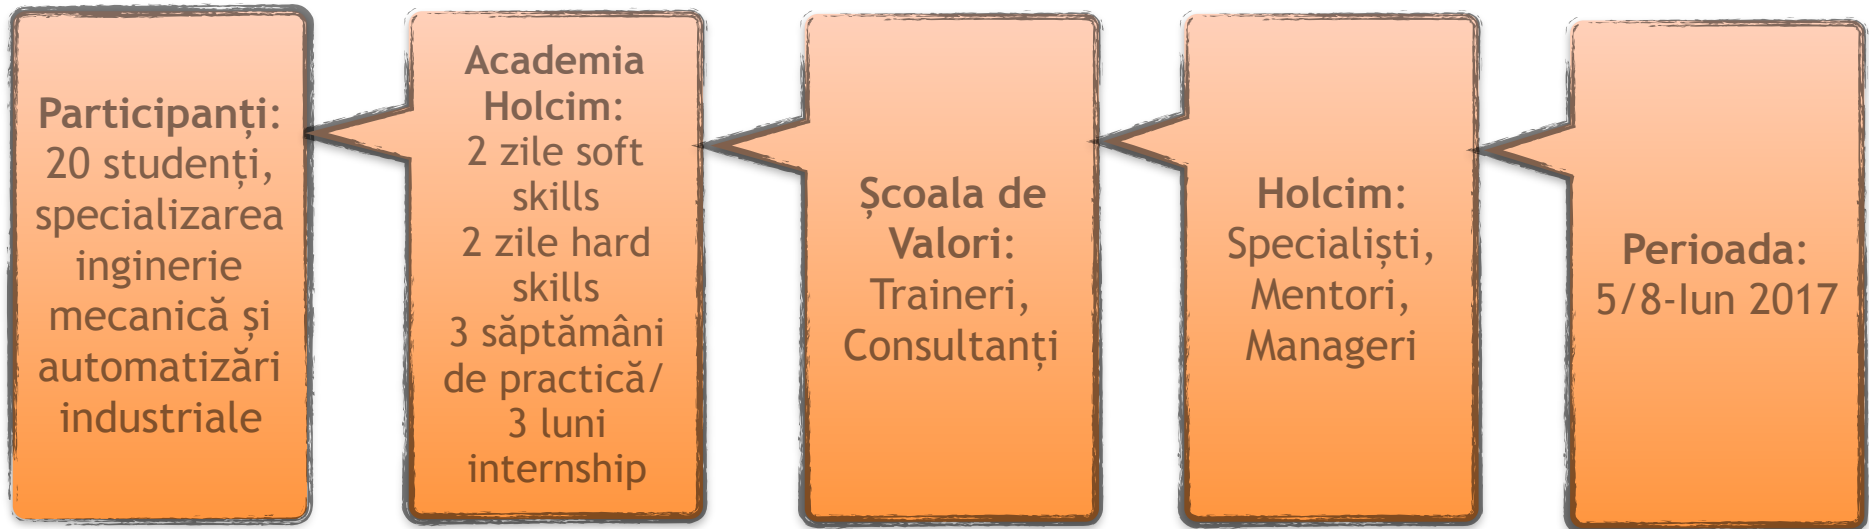 Participanți:
20 studenți,
specializarea
inginerie
mecanică și
automatizări
industriale
Academia
Holcim:
2 zile soft
skills
2 zile hard
skills
3 săptămâni
de practică/
3 luni
internship
Școala de
Valori:
Traineri,
Consultanți
Holcim:
Specialiști,
Mentori,
Manageri
Perioada:
5/8-Iun 2017